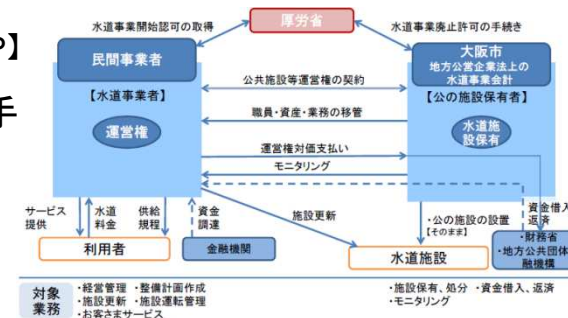 水道事業開始認可の取得
厚労省
水道事業廃止許可の手続き
】
手
民間事業者
大阪市
地方公営企業法上の
水道事業会計
公共施設等運営権の契約
【水道事業者】
【公の施設保有者】
職員・資産・業務の移管
運営権
水道施
設保有
運営権対価支払い
モニタリング
サービス
提供
水道
料金
供給
規程
資金
調達
施設更新
・公の施設の設置
【そのまま】
資金借入
返済
利用者
金融機関
水道施設
・財務省
・地方公共団体
融機構
対象
業務
・経営管理 ・整備計画作成
・施設更新 ・施設運転管理
・お客さまサービス
・施設保有、処分 ・資金借入、返済
・モニタリング